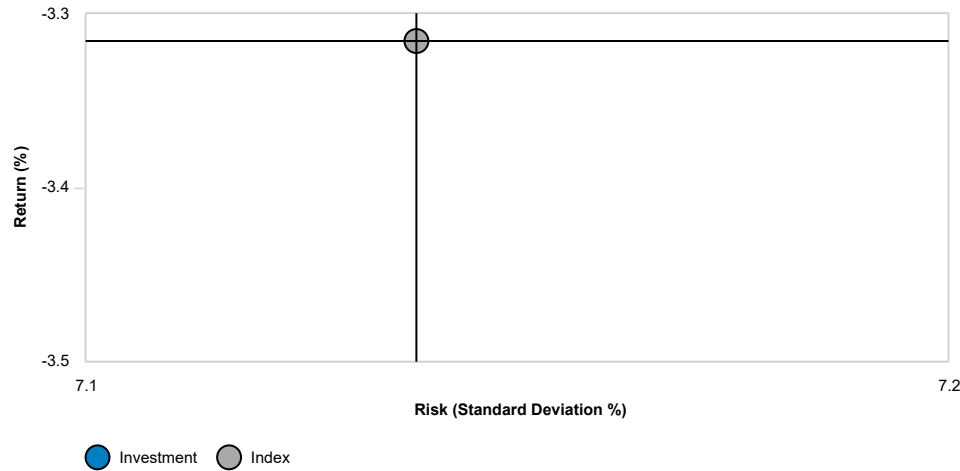 -3.3
-3.4
-3.5
Return (%)
7.1
7.2
Risk (Standard Deviation %)
Investment
Index